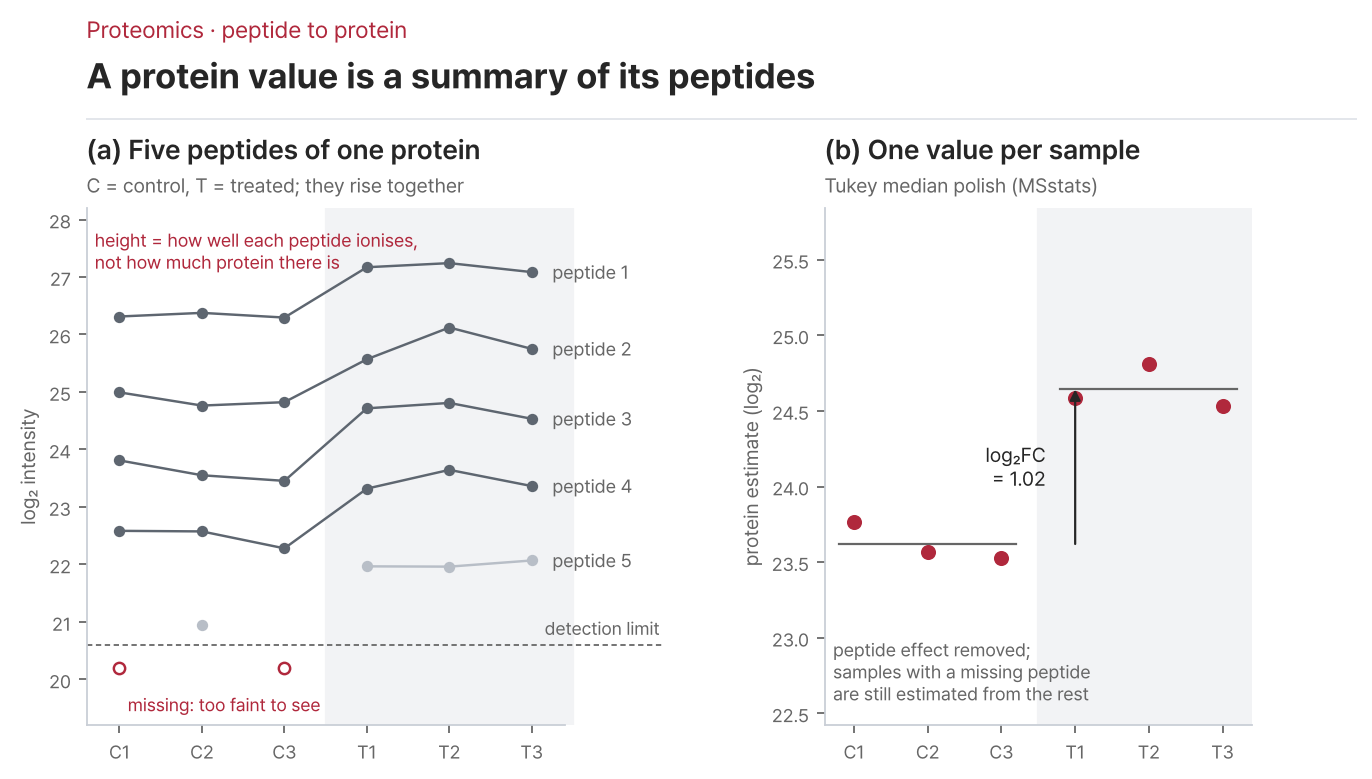 Proteomics · peptide to protein
A protein value is a summary of its peptides
(a) Five peptides of one protein
C = control, T = treated; they rise together
height = how well each peptide ionises,
not how much protein there is
log₂ intensity
28
27
26
25
24
23
22
21
20
peptide 1
peptide 2
peptide 3
peptide 4
peptide 5
detection limit
missing: too faint to see
C1
C2
C3
T1
T2
T3
(b) One value per sample
Tukey median polish (MSstats)
protein estimate (log₂)
25.5
25.0
24.5
24.0
23.5
23.0
22.5
log₂FC
= 1.02
peptide effect removed;
samples with a missing peptide
are still estimated from the rest
C1
C2
C3
T1
T2
T3